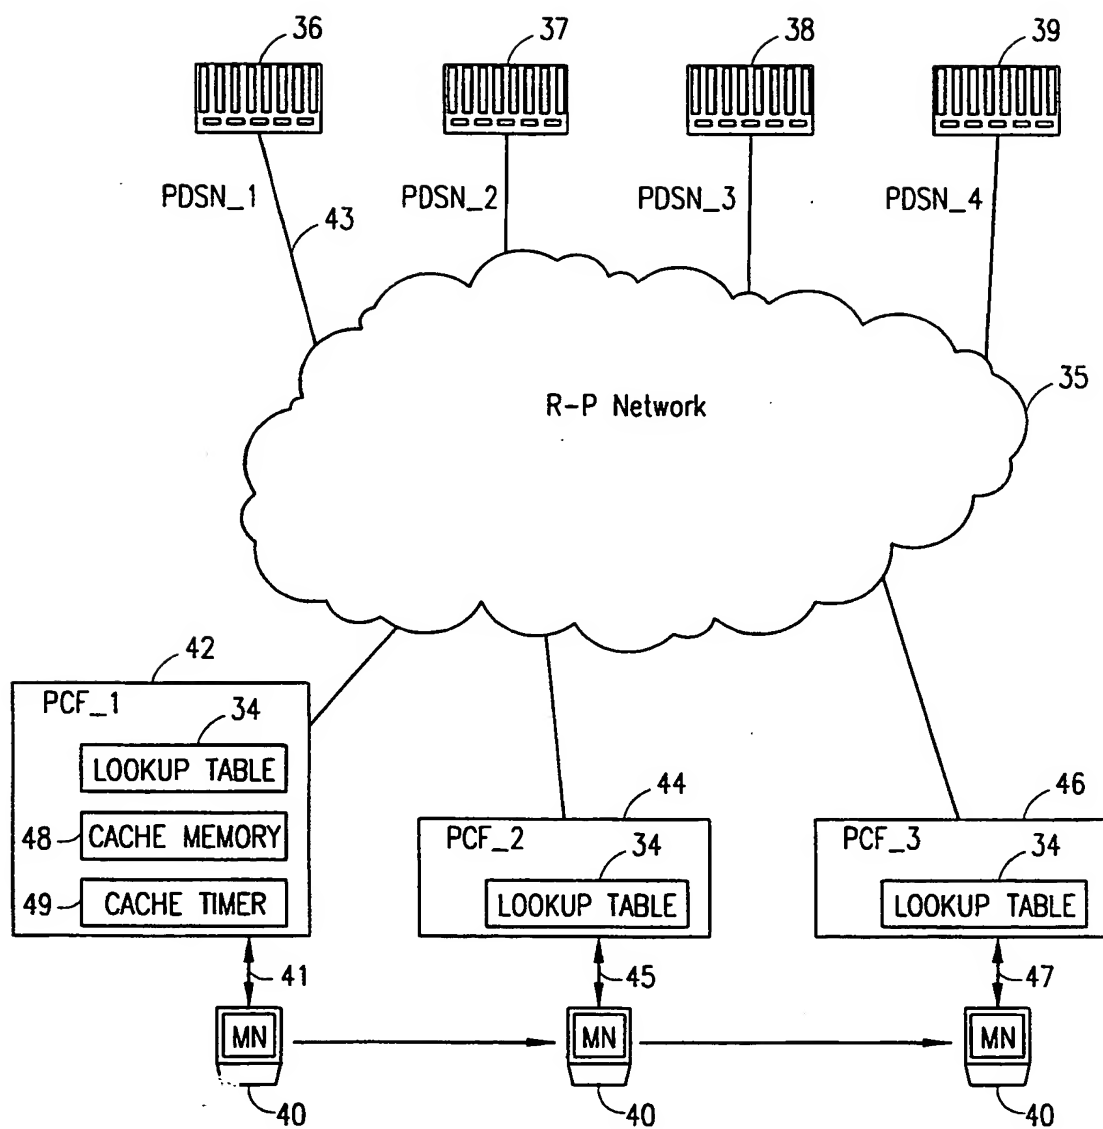 36
37
38
39
PDSN_1
PDSN_2
PDSN_3
PDSN_4
43
R-P Network
35
42
PCF_1
34
LOOKUP TABLE
48
CACHE MEMORY
49
CACHE TIMER
44
PCF_2
34
LOOKUP TABLE
46
PCF_3
34
LOOKUP TABLE
41
45
47
MN
MN
MN
40
40
40